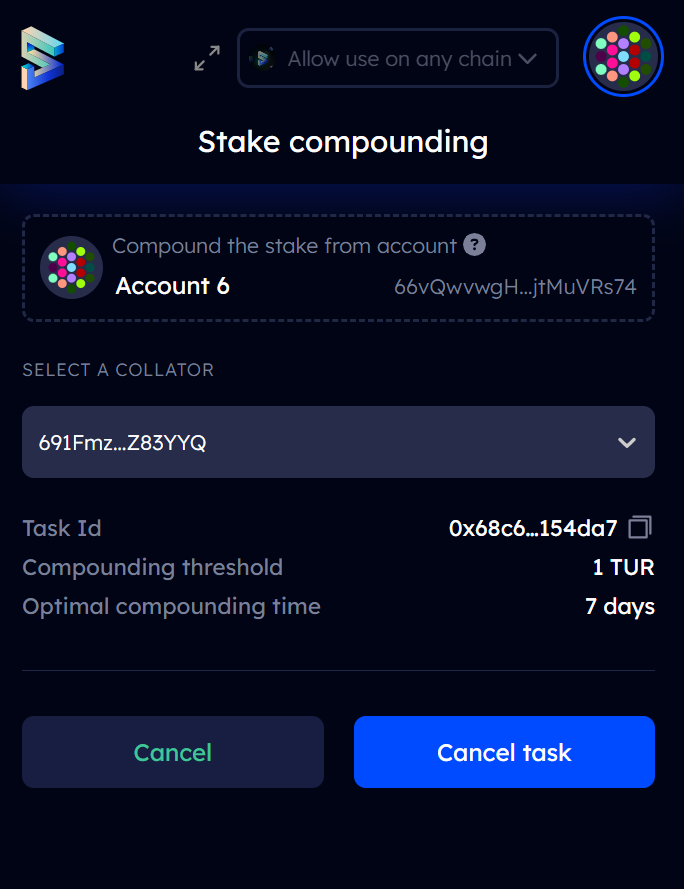 Allow use on any chain
Stake compounding
Compound the stake from account ?
Account 6 66vQwvwgH...jtMuVRs74
SELECT A COLLATOR
691Fmz...Z83YYQ
Task Id 0x68c6...154da7
Compounding threshold 1 TUR
Optimal compounding time 7 days
Cancel Cancel task